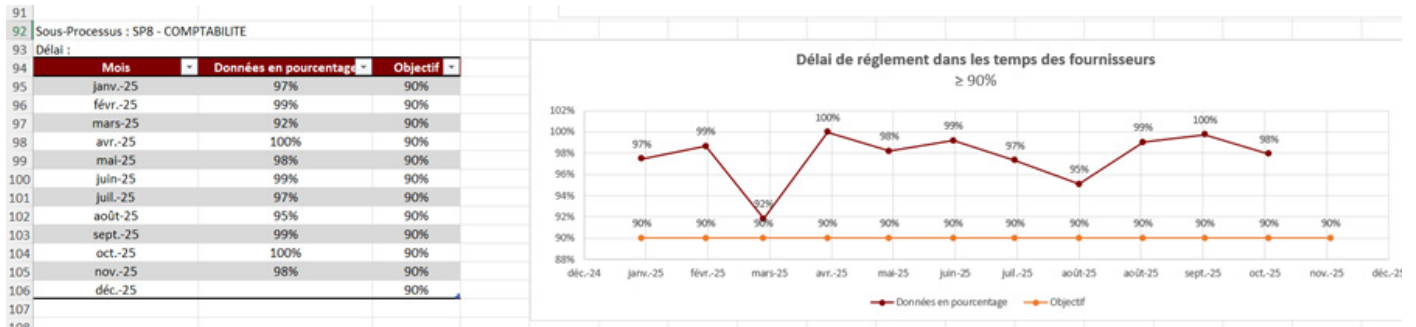 91
92 Sous-Processus : SP8 - COMPTABILITE
93 Délai :
94 Mois Données en pourcentage Objectif
95 janv.-25 97% 90%
96 févr.-25 99% 90%
97 mars-25 92% 90%
98 avr.-25 100% 90%
99 mai-25 98% 90%
100 juin-25 99% 90%
101 juil.-25 97% 90%
102 août-25 95% 90%
103 sept.-25 99% 90%
104 oct.-25 100% 90%
105 nov.-25 98% 90%
106 déc.-25 90%
107
108
Délai de réglement dans les temps des fournisseurs
≥ 90%
102%
100%
98%
96%
94%
92%
90%
88%
97% 99% 92% 100% 98% 99% 97% 95% 99% 100% 98%
90% 90% 90% 90% 90% 90% 90% 90% 90% 90% 90% 90%
déc.-24 janv.-25 févr.-25 mars-25 avr.-25 mai-25 juin-25 juil.-25 août-25 août-25 sept.-25 oct.-25 nov.-25 déc.-25
Données en pourcentage Objectif